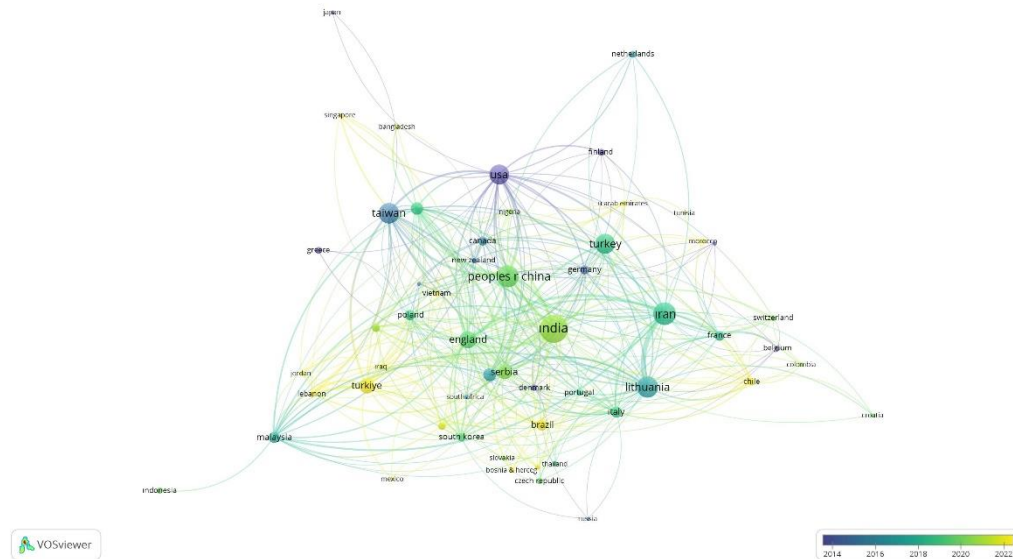 japan
netherlands
singapore
bangladesh
finland
usa
taiwan
nigeria
tunisia
greece
canada
turkey
morocco
new zealand
germany
peoples r china
vietnam
poland
india
iran
switzerland
england
france
belgium
iraq
jordan
serbia
colombia
lebanon
turkiye
denmark
portugal
lithuania
chile
south africa
brazil
italy
croatia
malaysia
south korea
slovakia
thailand
bosnia & herceg
czech republic
mexico
indonesia
russia
VOSviewer
2014 2016 2018 2020 2022